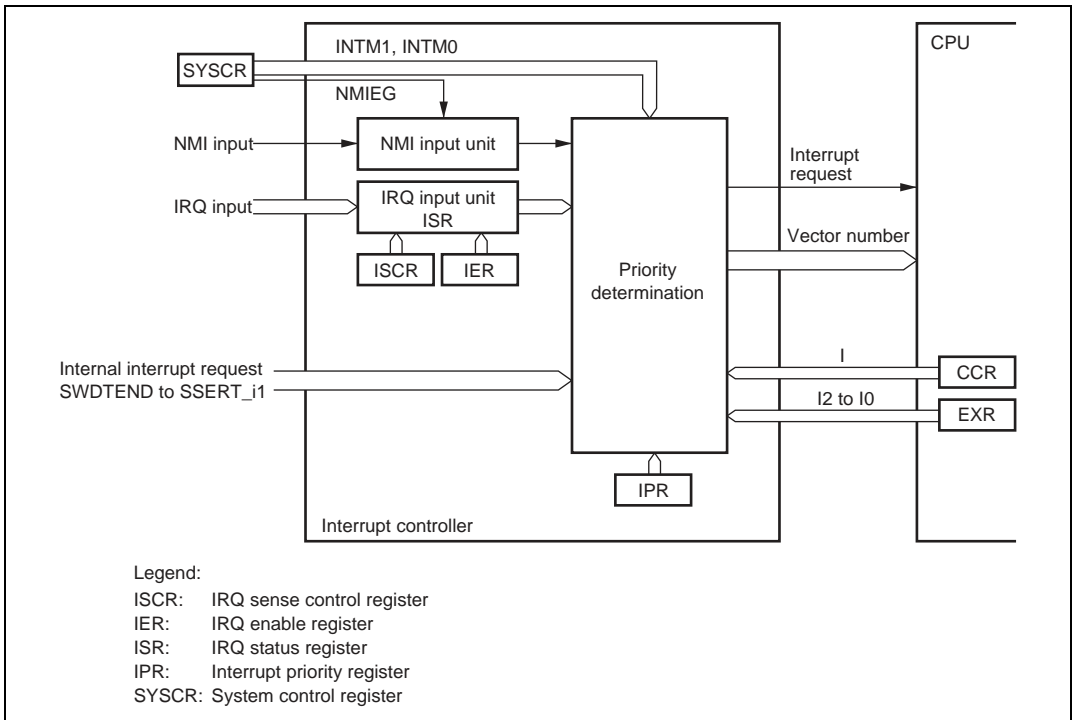 INTM1, INTM0
CPU
SYSCR
NMIEG
NMI input
NMI input unit
Interrupt
request
IRQ input
IRQ input unit
ISR
Vector number
ISCR
IER
Priority
determination
Internal interrupt request
SWDTEND to SSERT_i1
I
CCR
I2 to I0
EXR
IPR
Interrupt controller
Legend:
ISCR: IRQ sense control register
IER: IRQ enable register
ISR: IRQ status register
IPR: Interrupt priority register
SYSCR: System control register